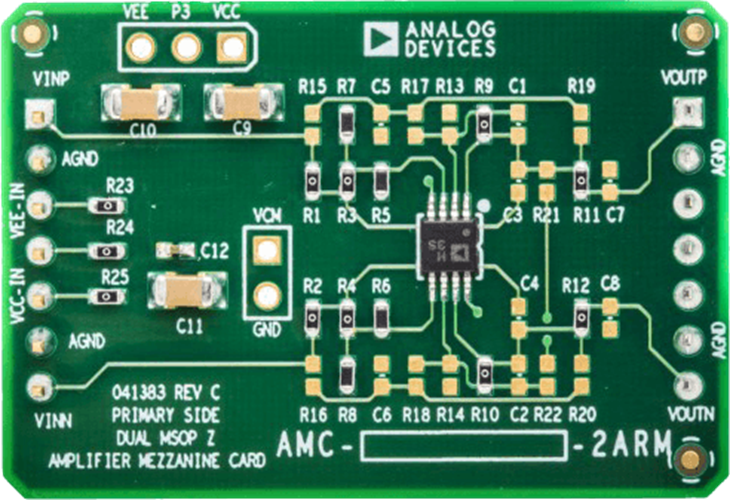 VEE P3 VCC
ANALOG
DEVICES
VINP
C10
C9
R15 R7 C5 R17 R13 R9 C1 R19
VOUTP
AGND
AGND
VEE-IN
R23
R1 R3 R5
C3 R21 R11 C7
R24
VCM
C12
H
3S
VCC-IN
R25
C11
GND
R2 R4 R6
C4 R12 C8
AGND
AGND
VINN
R16 R8 C6 R18 R14 R10 C2 R22 R20
VOUTN
041383 REV C
PRIMARY SIDE
DUAL MSOP Z
AMPLIFIER MEZZANINE CARD
AMC- -2ARM